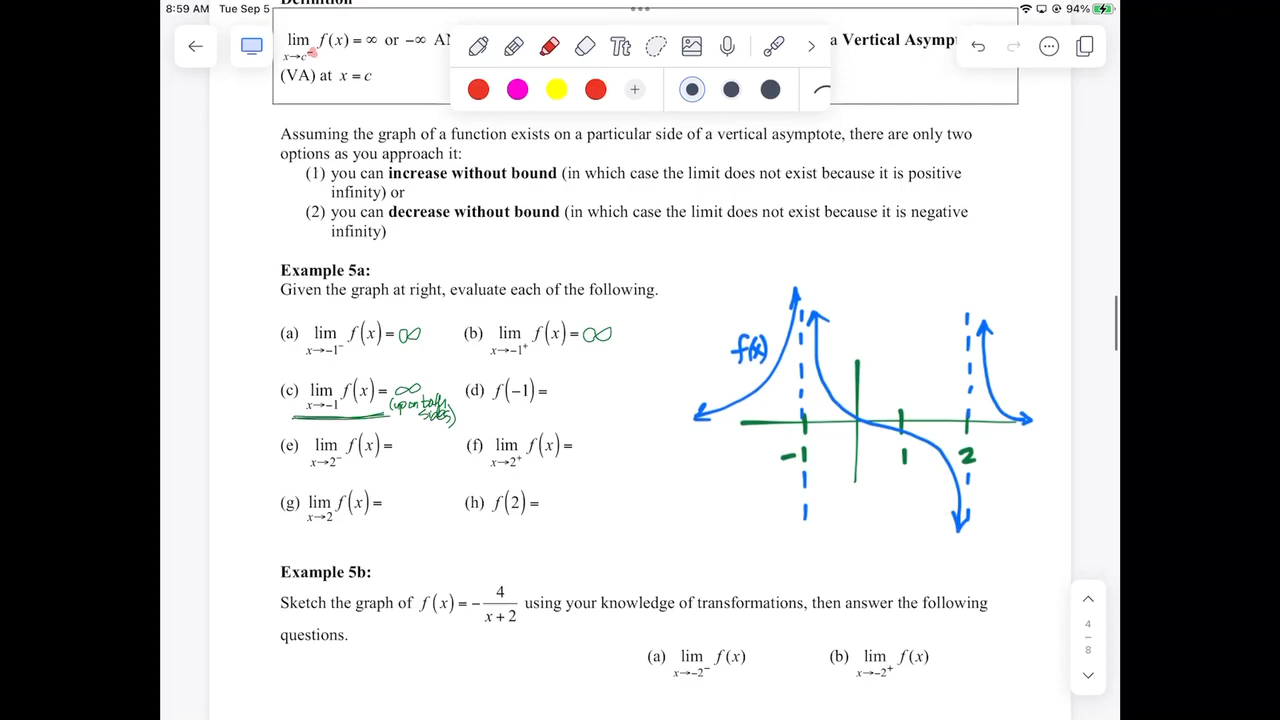 8:59 AM Tue Sep 5
94%
lim f(x) = ∞ or -∞ AN
x→c⁻
a Vertical Asymp
(VA) at x = c
Assuming the graph of a function exists on a particular side of a vertical asymptote, there are only two
options as you approach it:
(1) you can increase without bound (in which case the limit does not exist because it is positive
infinity) or
(2) you can decrease without bound (in which case the limit does not exist because it is negative
infinity)
Example 5a:
Given the graph at right, evaluate each of the following.
(a) lim f(x) = ∞ (b) lim f(x) = ∞
x→-1⁻ x→-1⁺
(c) lim f(x) = ∞ (d) f(-1) =
x→-1
(up on both
sides)
(e) lim f(x) = (f) lim f(x) =
x→2⁻ x→2⁺
(g) lim f(x) = (h) f(2) =
x→2
f(x)
-1 1 2
Example 5b:
Sketch the graph of f(x) = - 4/(x + 2) using your knowledge of transformations, then answer the following
questions.
(a) lim f(x) (b) lim f(x)
x→-2⁻ x→-2⁺
Tt
4
8